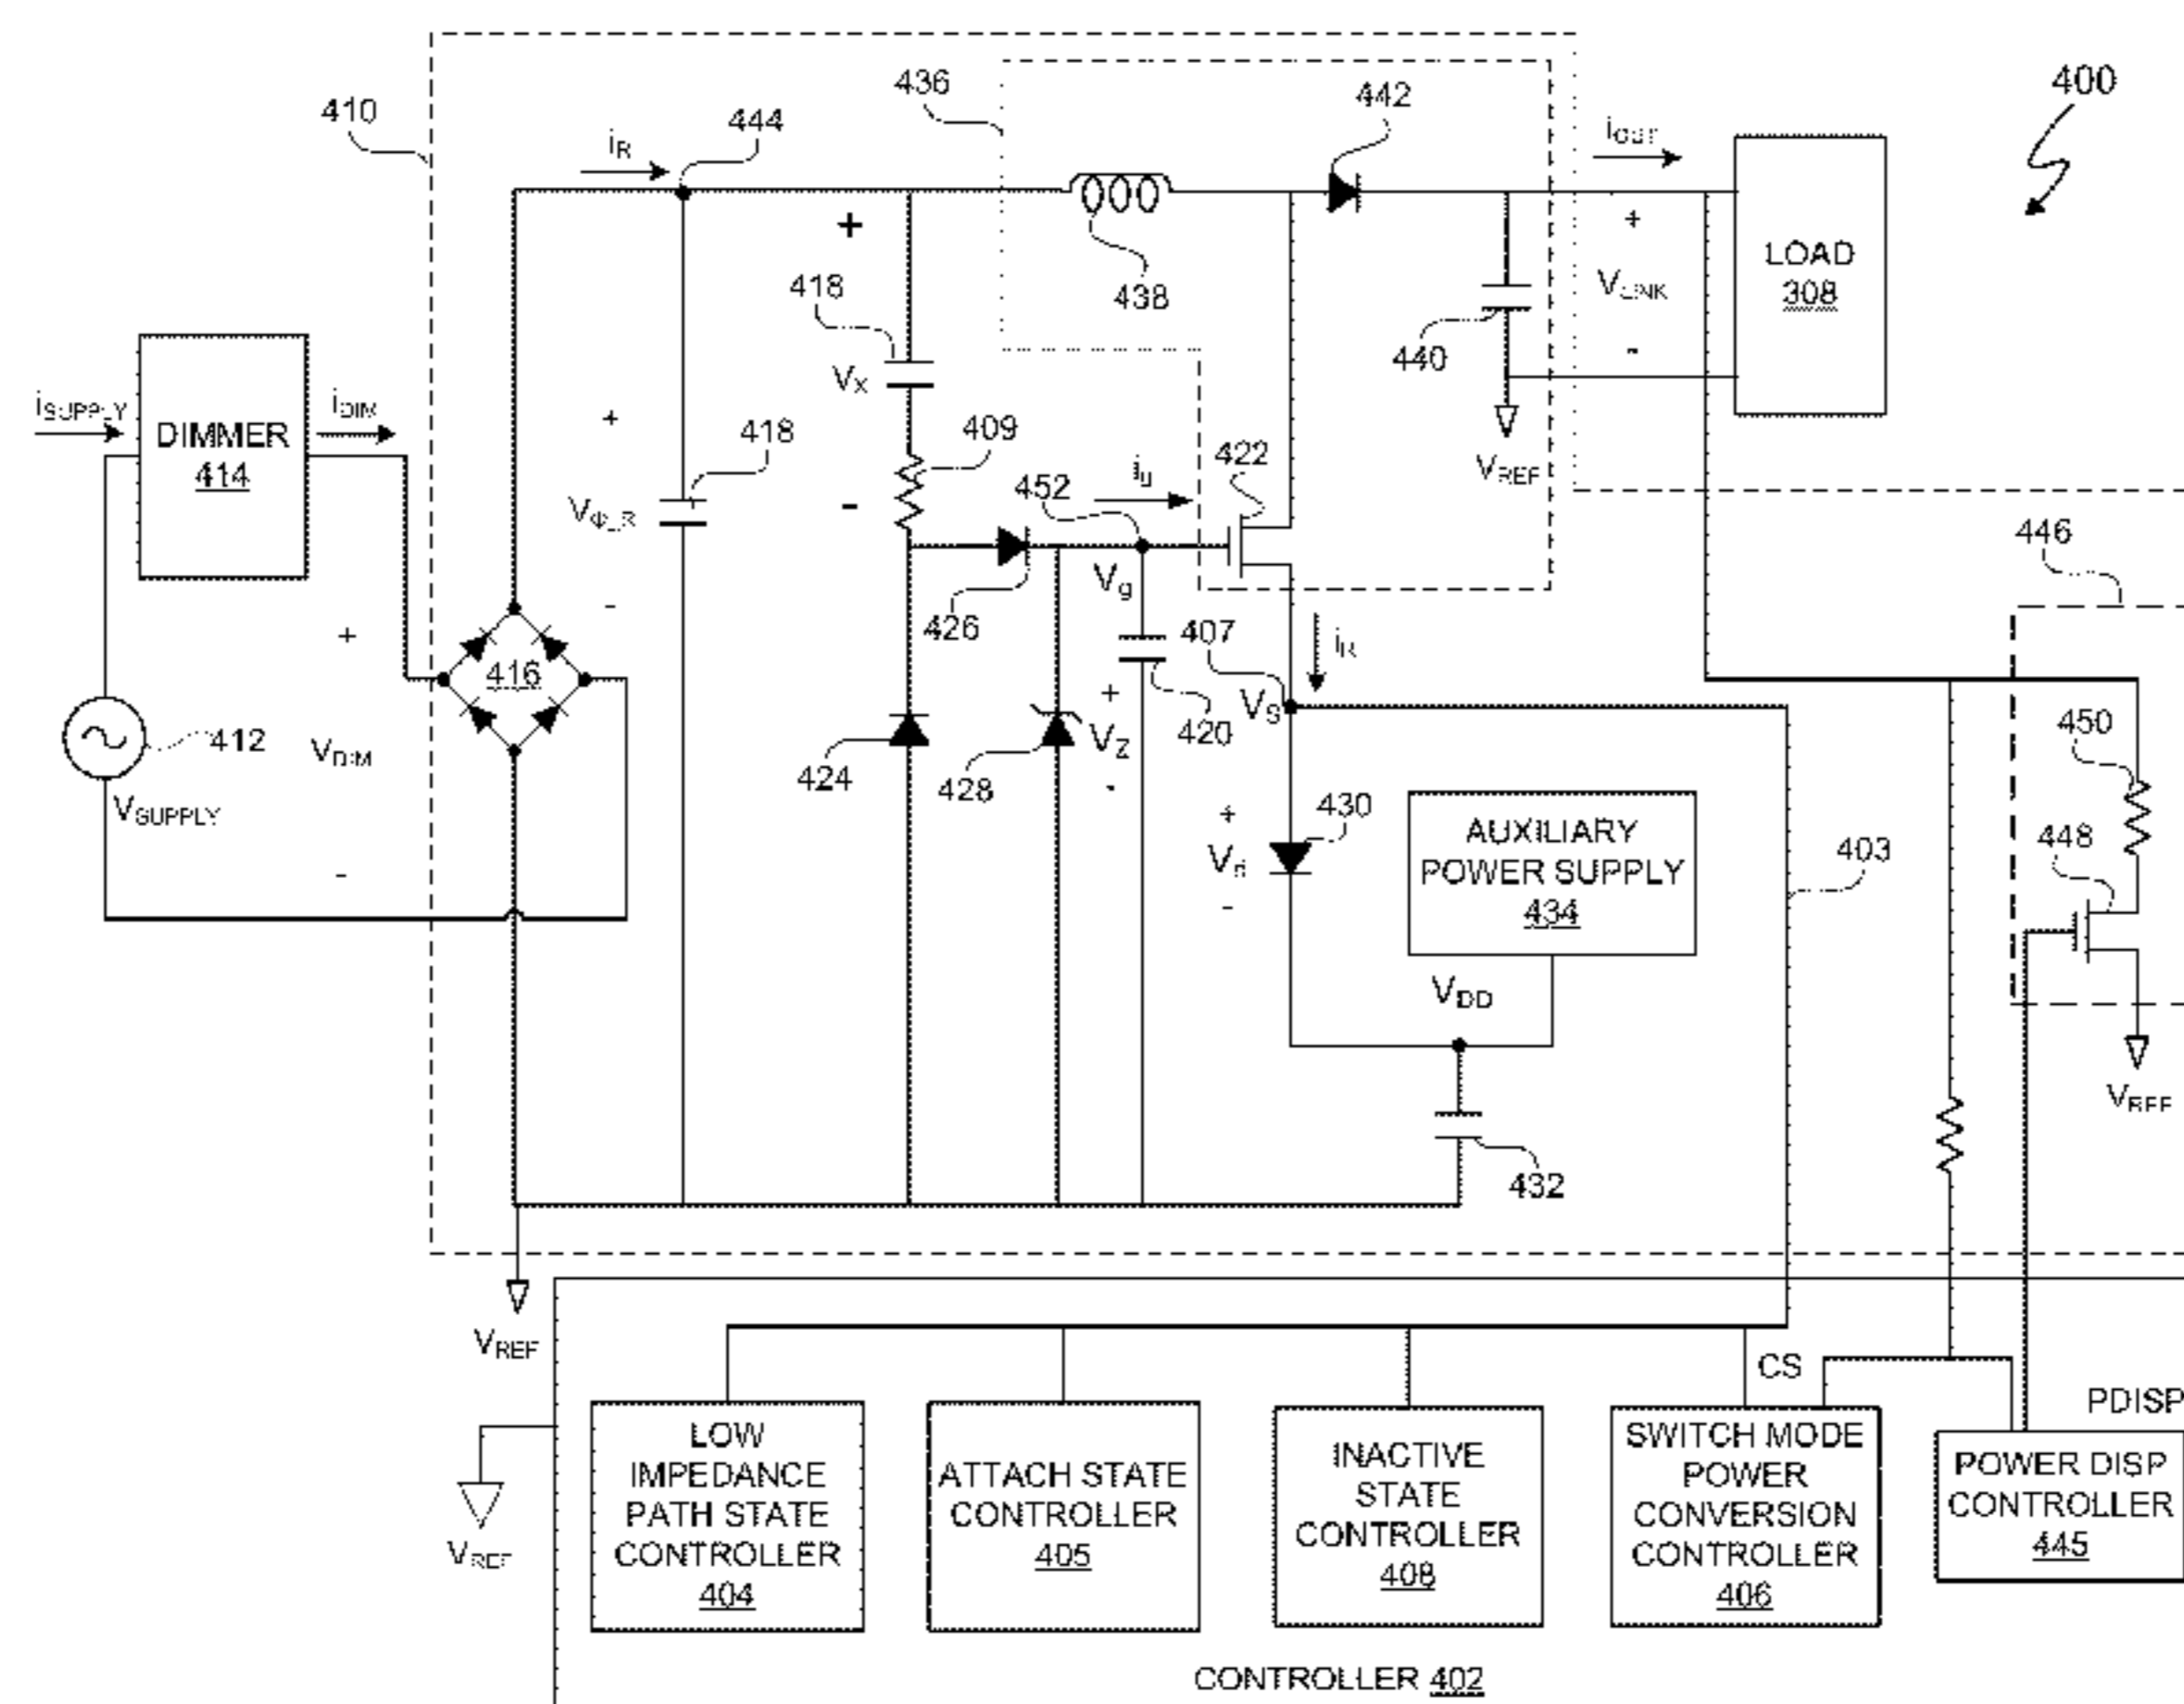 400
410
436
442
444
iR
iOUT
LOAD
308
+
418
438
VLINK
440
-
VX
iSUPPLY
DIMMER
414
iDIM
+
418
409
VΦ_R
-
452
ig
422
VREF
446
Vg
426
-
+
416
407
iR
412
VDIM
VS
420
+
VZ
-
450
424
428
VSUPPLY
-
+
Vd
-
430
AUXILIARY
POWER SUPPLY
434
403
448
VDD
VREF
432
VREF
CS
PDISP
VREF
LOW
IMPEDANCE
PATH STATE
CONTROLLER
404
ATTACH STATE
CONTROLLER
405
INACTIVE
STATE
CONTROLLER
408
SWITCH MODE
POWER
CONVERSION
CONTROLLER
406
POWER DISP
CONTROLLER
445
CONTROLLER 402